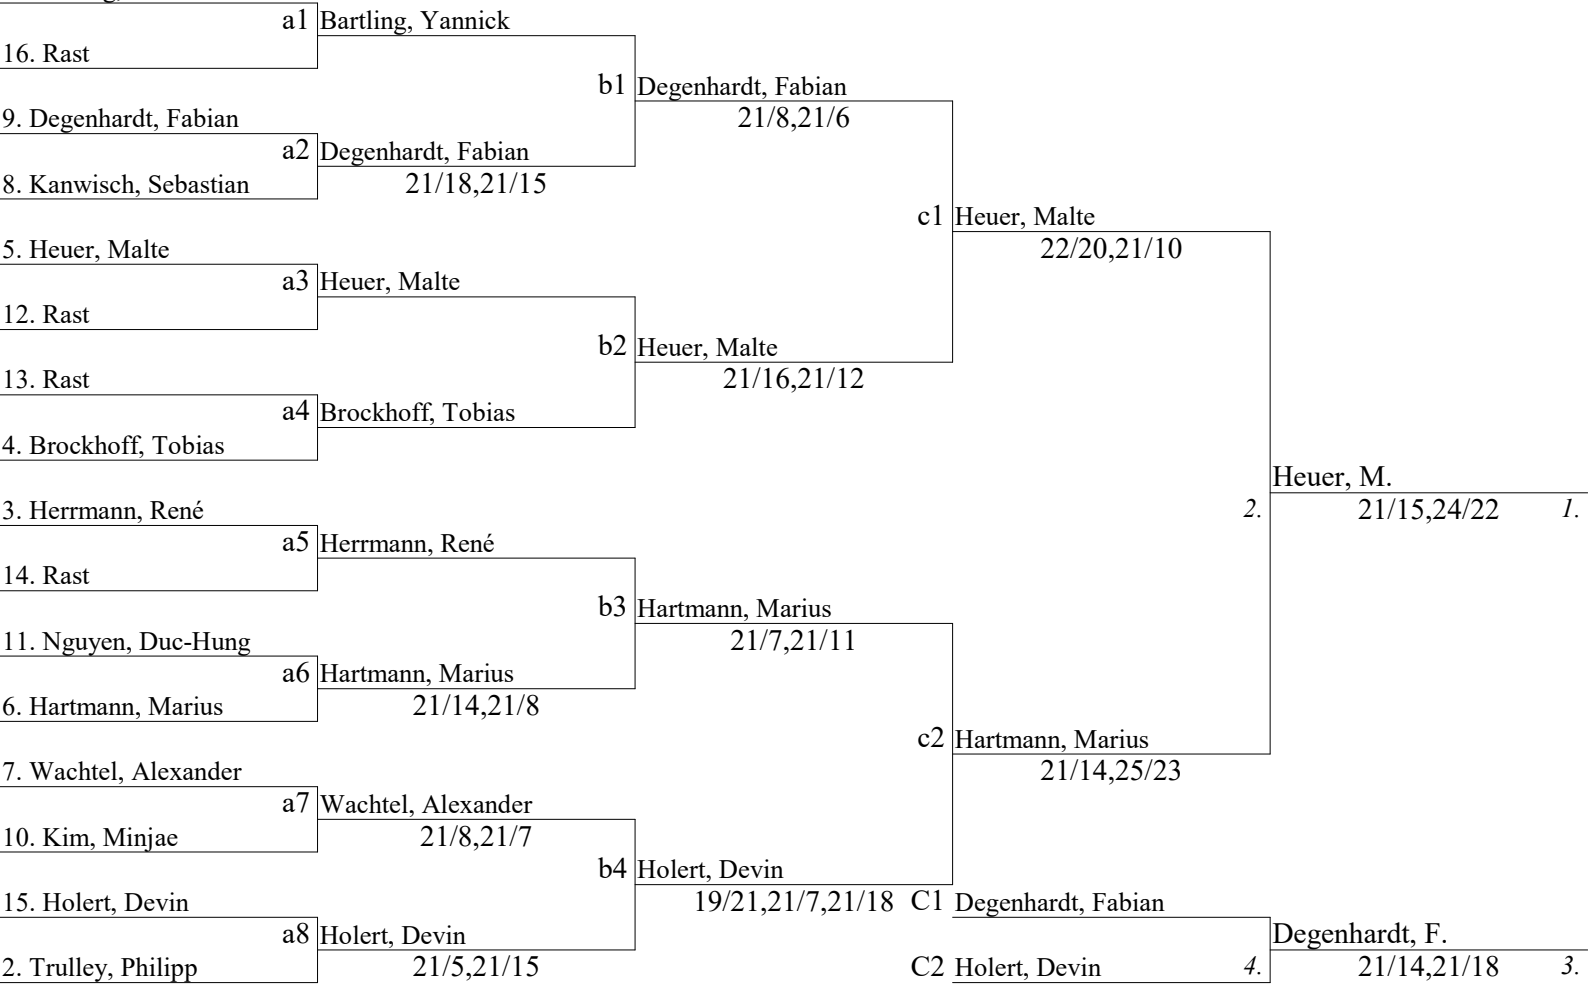 a1 Bartling, Yannick
16. Rast
b1 Degenhardt, Fabian
21/8,21/6
9. Degenhardt, Fabian
a2 Degenhardt, Fabian
8. Kanwisch, Sebastian
21/18,21/15
c1 Heuer, Malte
22/20,21/10
5. Heuer, Malte
a3 Heuer, Malte
12. Rast
b2 Heuer, Malte
21/16,21/12
13. Rast
a4 Brockhoff, Tobias
4. Brockhoff, Tobias
Heuer, M.
2. 21/15,24/22 1.
3. Herrmann, René
a5 Herrmann, René
14. Rast
b3 Hartmann, Marius
21/7,21/11
11. Nguyen, Duc-Hung
a6 Hartmann, Marius
6. Hartmann, Marius
21/14,21/8
c2 Hartmann, Marius
21/14,25/23
7. Wachtel, Alexander
a7 Wachtel, Alexander
10. Kim, Minjae
21/8,21/7
b4 Holert, Devin
19/21,21/7,21/18
15. Holert, Devin
a8 Holert, Devin
2. Trulley, Philipp
21/5,21/15
C1 Degenhardt, Fabian
Degenhardt, F.
C2 Holert, Devin 4.
21/14,21/18 3.